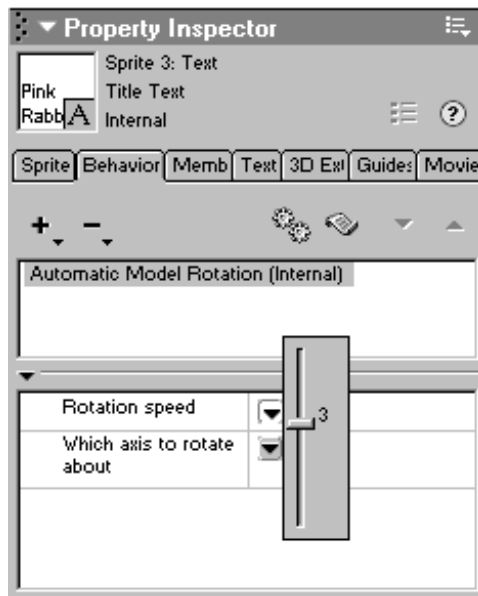 Property Inspector
Sprite 3: Text
Pink
Title Text
Rabb
A
Internal
Sprite Behavior Memb Text 3D Ext Guides Movie
Automatic Model Rotation (Internal)
Rotation speed
3
Which axis to rotate
about